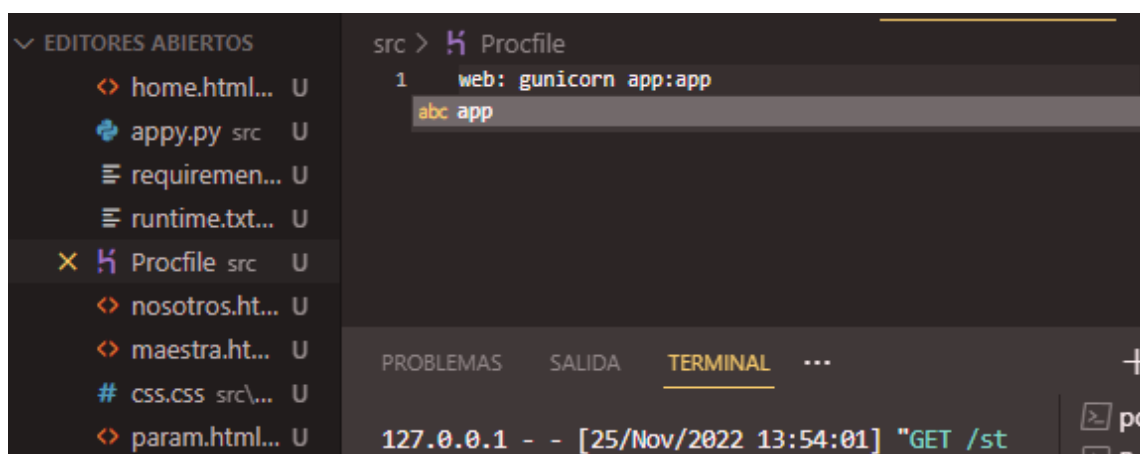 EDITORES ABIERTOS
home.html... U
appy.py src U
requiremen... U
runtime.txt... U
Procfile src U
nosotros.ht... U
maestra.ht... U
# css.css src\... U
param.html... U
src > Procfile
1 web: gunicorn app:app
abc app
PROBLEMAS SALIDA TERMINAL ...
127.0.0.1 - - [25/Nov/2022 13:54:01] "GET /st